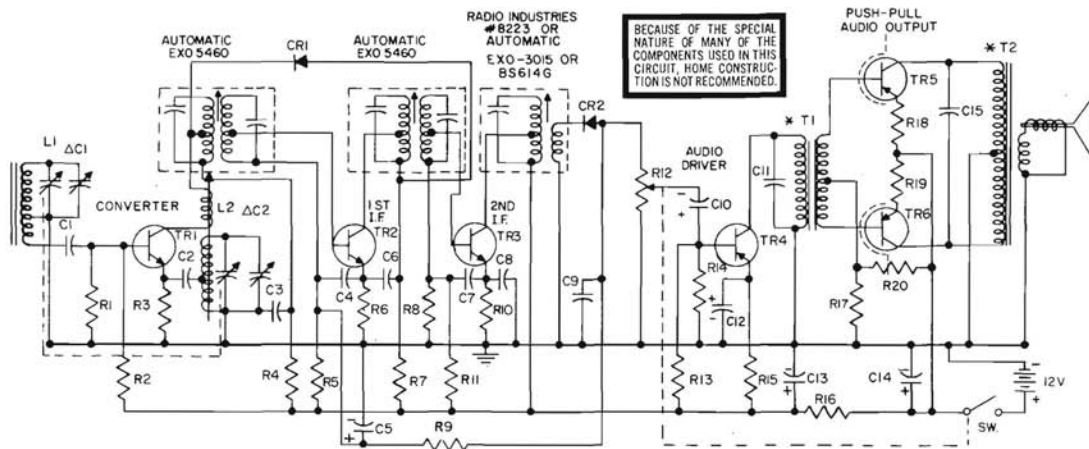 RADIO INDUSTRIES
#8223 OR
AUTOMATIC
EXO-3015 OR
BS614G
AUTOMATIC
EXO 5460
CR1
AUTOMATIC
EXO 5460
BECAUSE OF THE SPECIAL
NATURE OF MANY OF THE
COMPONENTS USED IN THIS
CIRCUIT, HOME CONSTRUC-
TION IS NOT RECOMMENDED.
PUSH-PULL
AUDIO OUTPUT
* T2
TR5
CR2
L1
ΔC1
* T1
R18
C15
AUDIO
DRIVER
C11
R12
R19
CONVERTER
L2
ΔC2
1ST
I.F.
2ND
I.F.
C10
TR6
C1
TR1
TR2
TR3
TR4
C2
C6
C8
R14
R20
C3
C4
C7
C9
R1
R3
R6
R8
R10
C12
R17
R2
R4
R5
R7
R11
R13
R15
C13
C14
12V
R16
C5
R9
SW.
- +
- +
+ -
- +
- +
- +